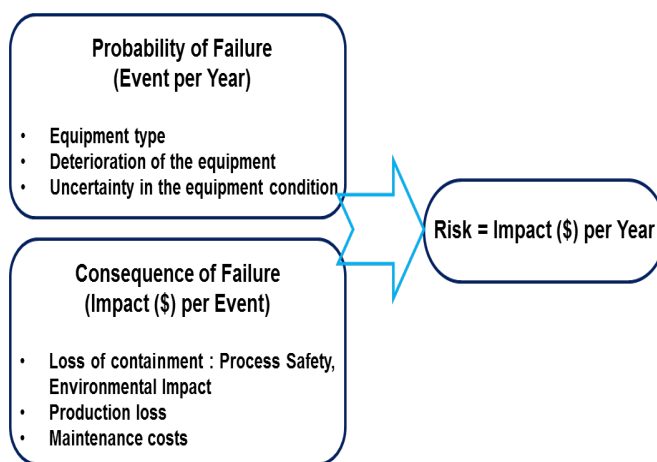 Probability of Failure
(Event per Year)
• Equipment type
• Deterioration of the equipment
• Uncertainty in the equipment condition
Consequence of Failure
(Impact ($) per Event)
• Loss of containment : Process Safety,
Environmental Impact
• Production loss
• Maintenance costs
Risk = Impact ($) per Year